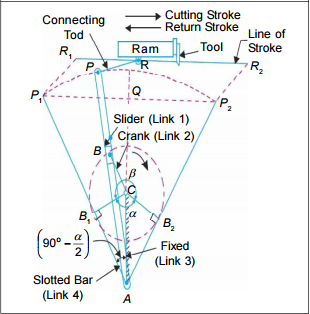 Connecting
Tod
Cutting Stroke
Return Stroke
Line of
Stroke
Ram
Tool
R1
P
R
R2
P1
Q
P2
Slider (Link 1)
Crank (Link 2)
B
β
C
B1
α
B2
(90° – α/2)
Fixed
(Link 3)
Slotted Bar
(Link 4)
A